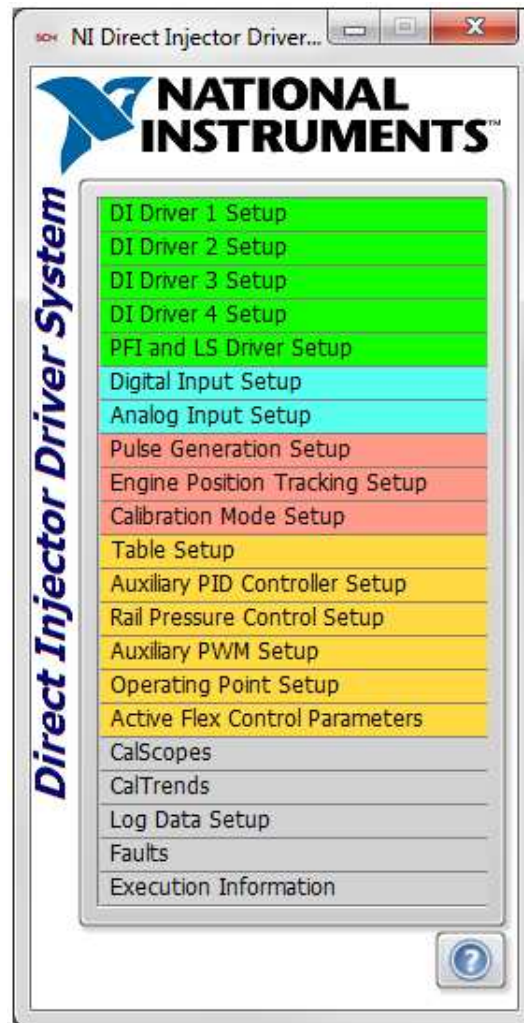 SCM NI Direct Injector Driver...
NATIONAL
INSTRUMENTS™
Direct Injector Driver System
DI Driver 1 Setup
DI Driver 2 Setup
DI Driver 3 Setup
DI Driver 4 Setup
PFI and LS Driver Setup
Digital Input Setup
Analog Input Setup
Pulse Generation Setup
Engine Position Tracking Setup
Calibration Mode Setup
Table Setup
Auxiliary PID Controller Setup
Rail Pressure Control Setup
Auxiliary PWM Setup
Operating Point Setup
Active Flex Control Parameters
CalScopes
CalTrends
Log Data Setup
Faults
Execution Information
?